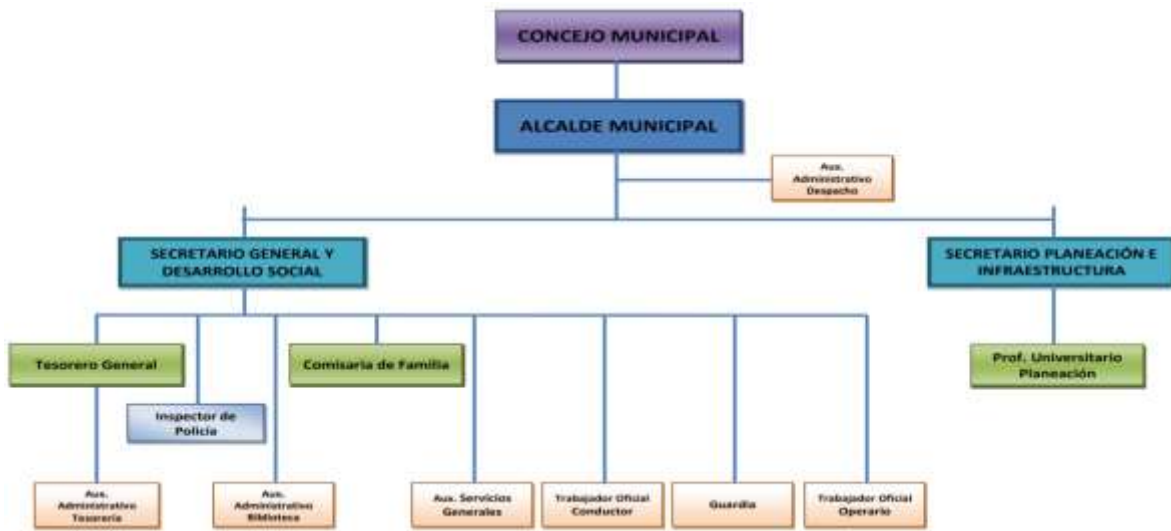 CONCEJO MUNICIPAL
ALCALDE MUNICIPAL
Aux.
Administrativo
Despacho
SECRETARIO GENERAL Y
DESARROLLO SOCIAL
SECRETARIO PLANEACIÓN E
INFRAESTRUCTURA
Tesorero General
Comisaria de Familia
Prof. Universitario
Planeación
Inspector de
Policía
Aux.
Administrativo
Tesorería
Aux.
Administrativo
Biblioteca
Aux. Servicios
Generales
Trabajador Oficial
Conductor
Guardia
Trabajador Oficial
Operario